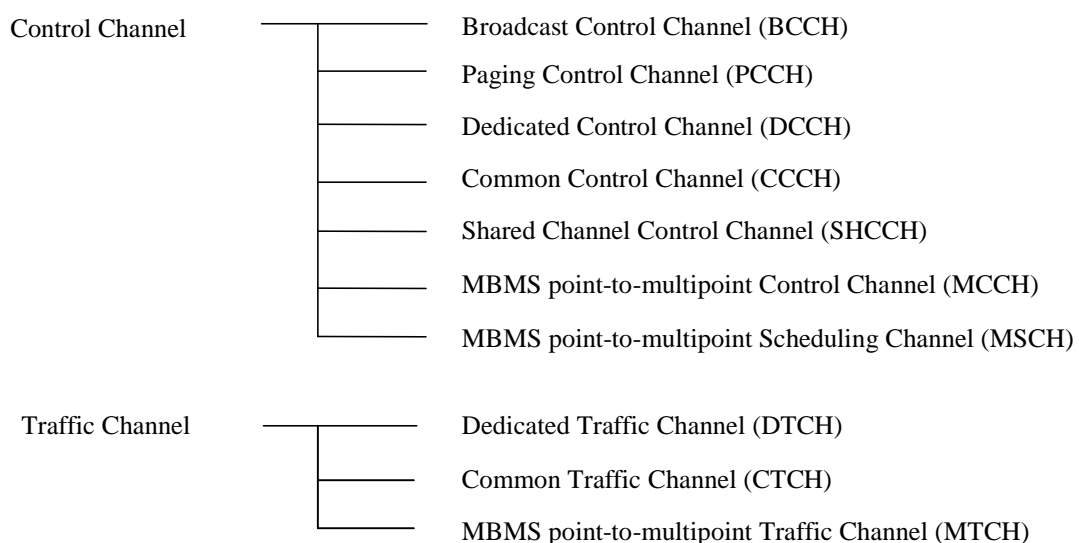 Control Channel
Broadcast Control Channel (BCCH)
Paging Control Channel (PCCH)
Dedicated Control Channel (DCCH)
Common Control Channel (CCCH)
Shared Channel Control Channel (SHCCH)
MBMS point-to-multipoint Control Channel (MCCH)
MBMS point-to-multipoint Scheduling Channel (MSCH)
Traffic Channel
Dedicated Traffic Channel (DTCH)
Common Traffic Channel (CTCH)
MBMS point-to-multipoint Traffic Channel (MTCH)